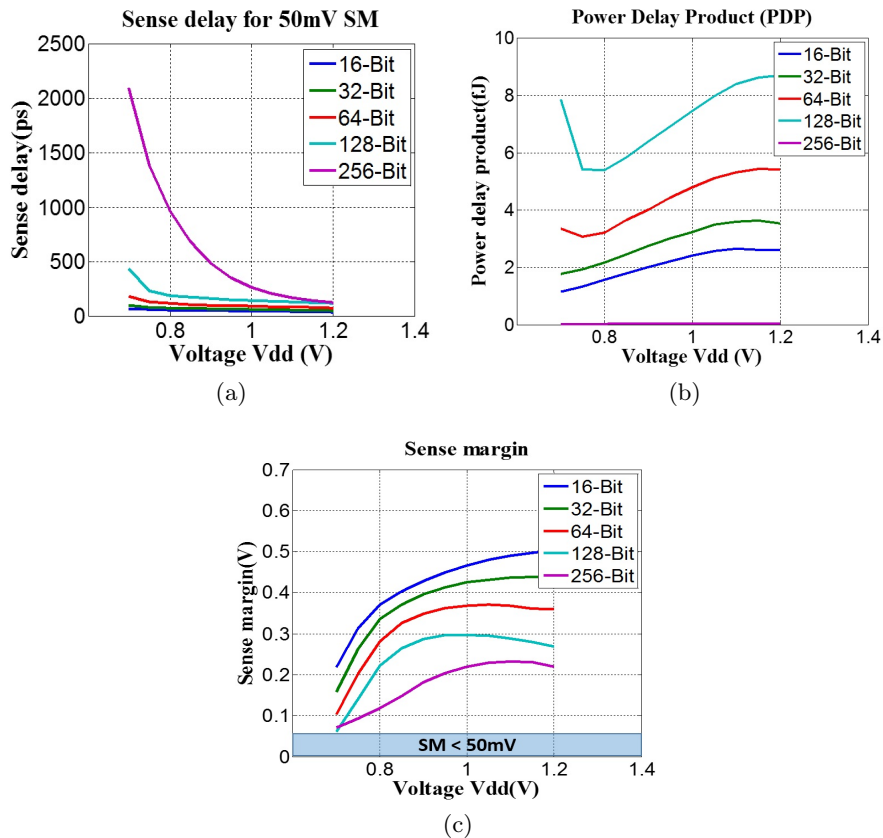 Sense delay for 50mV SM
2500
2000
1500
1000
500
0
0.8
1
1.2
1.4
Sense delay(ps)
Voltage Vdd (V)
16-Bit
32-Bit
64-Bit
128-Bit
256-Bit
(a)
Power Delay Product (PDP)
10
8
6
4
2
0
0.8
1
1.2
1.4
Power delay product(fJ)
Voltage Vdd (V)
16-Bit
32-Bit
64-Bit
128-Bit
256-Bit
(b)
Sense margin
0.7
0.6
0.5
0.4
0.3
0.2
0.1
0
0.8
1
1.2
1.4
Sense margin(V)
Voltage Vdd(V)
16-Bit
32-Bit
64-Bit
128-Bit
256-Bit
SM < 50mV
(c)